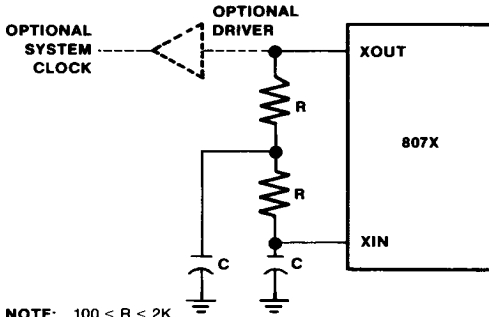 OPTIONAL
SYSTEM
CLOCK
OPTIONAL
DRIVER
XOUT
R
807X
R
XIN
C
C
NOTE: 100 < R < 2K